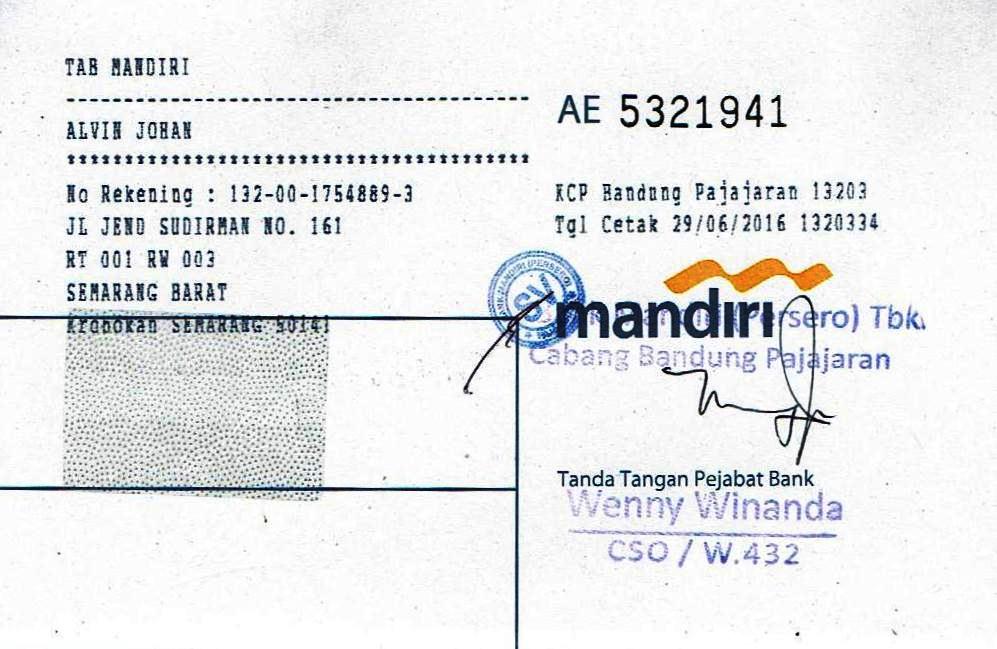 TAB MANDIRI
ALVIN JOHAN
No Rekening : 132-00-1754889-3
JL JEND SUDIRMAN NO. 161
RT 001 RW 003
SEMARANG BARAT
Krobokan SEMARANG 50141
AE 5321941
KCP Bandung Pajajaran 13203
Tgl Cetak 29/06/2016 1320334
mandiri
(Persero) Tbk.
Cabang Bandung Pajajaran
Tanda Tangan Pejabat Bank
Wenny Winanda
CSO / W.432